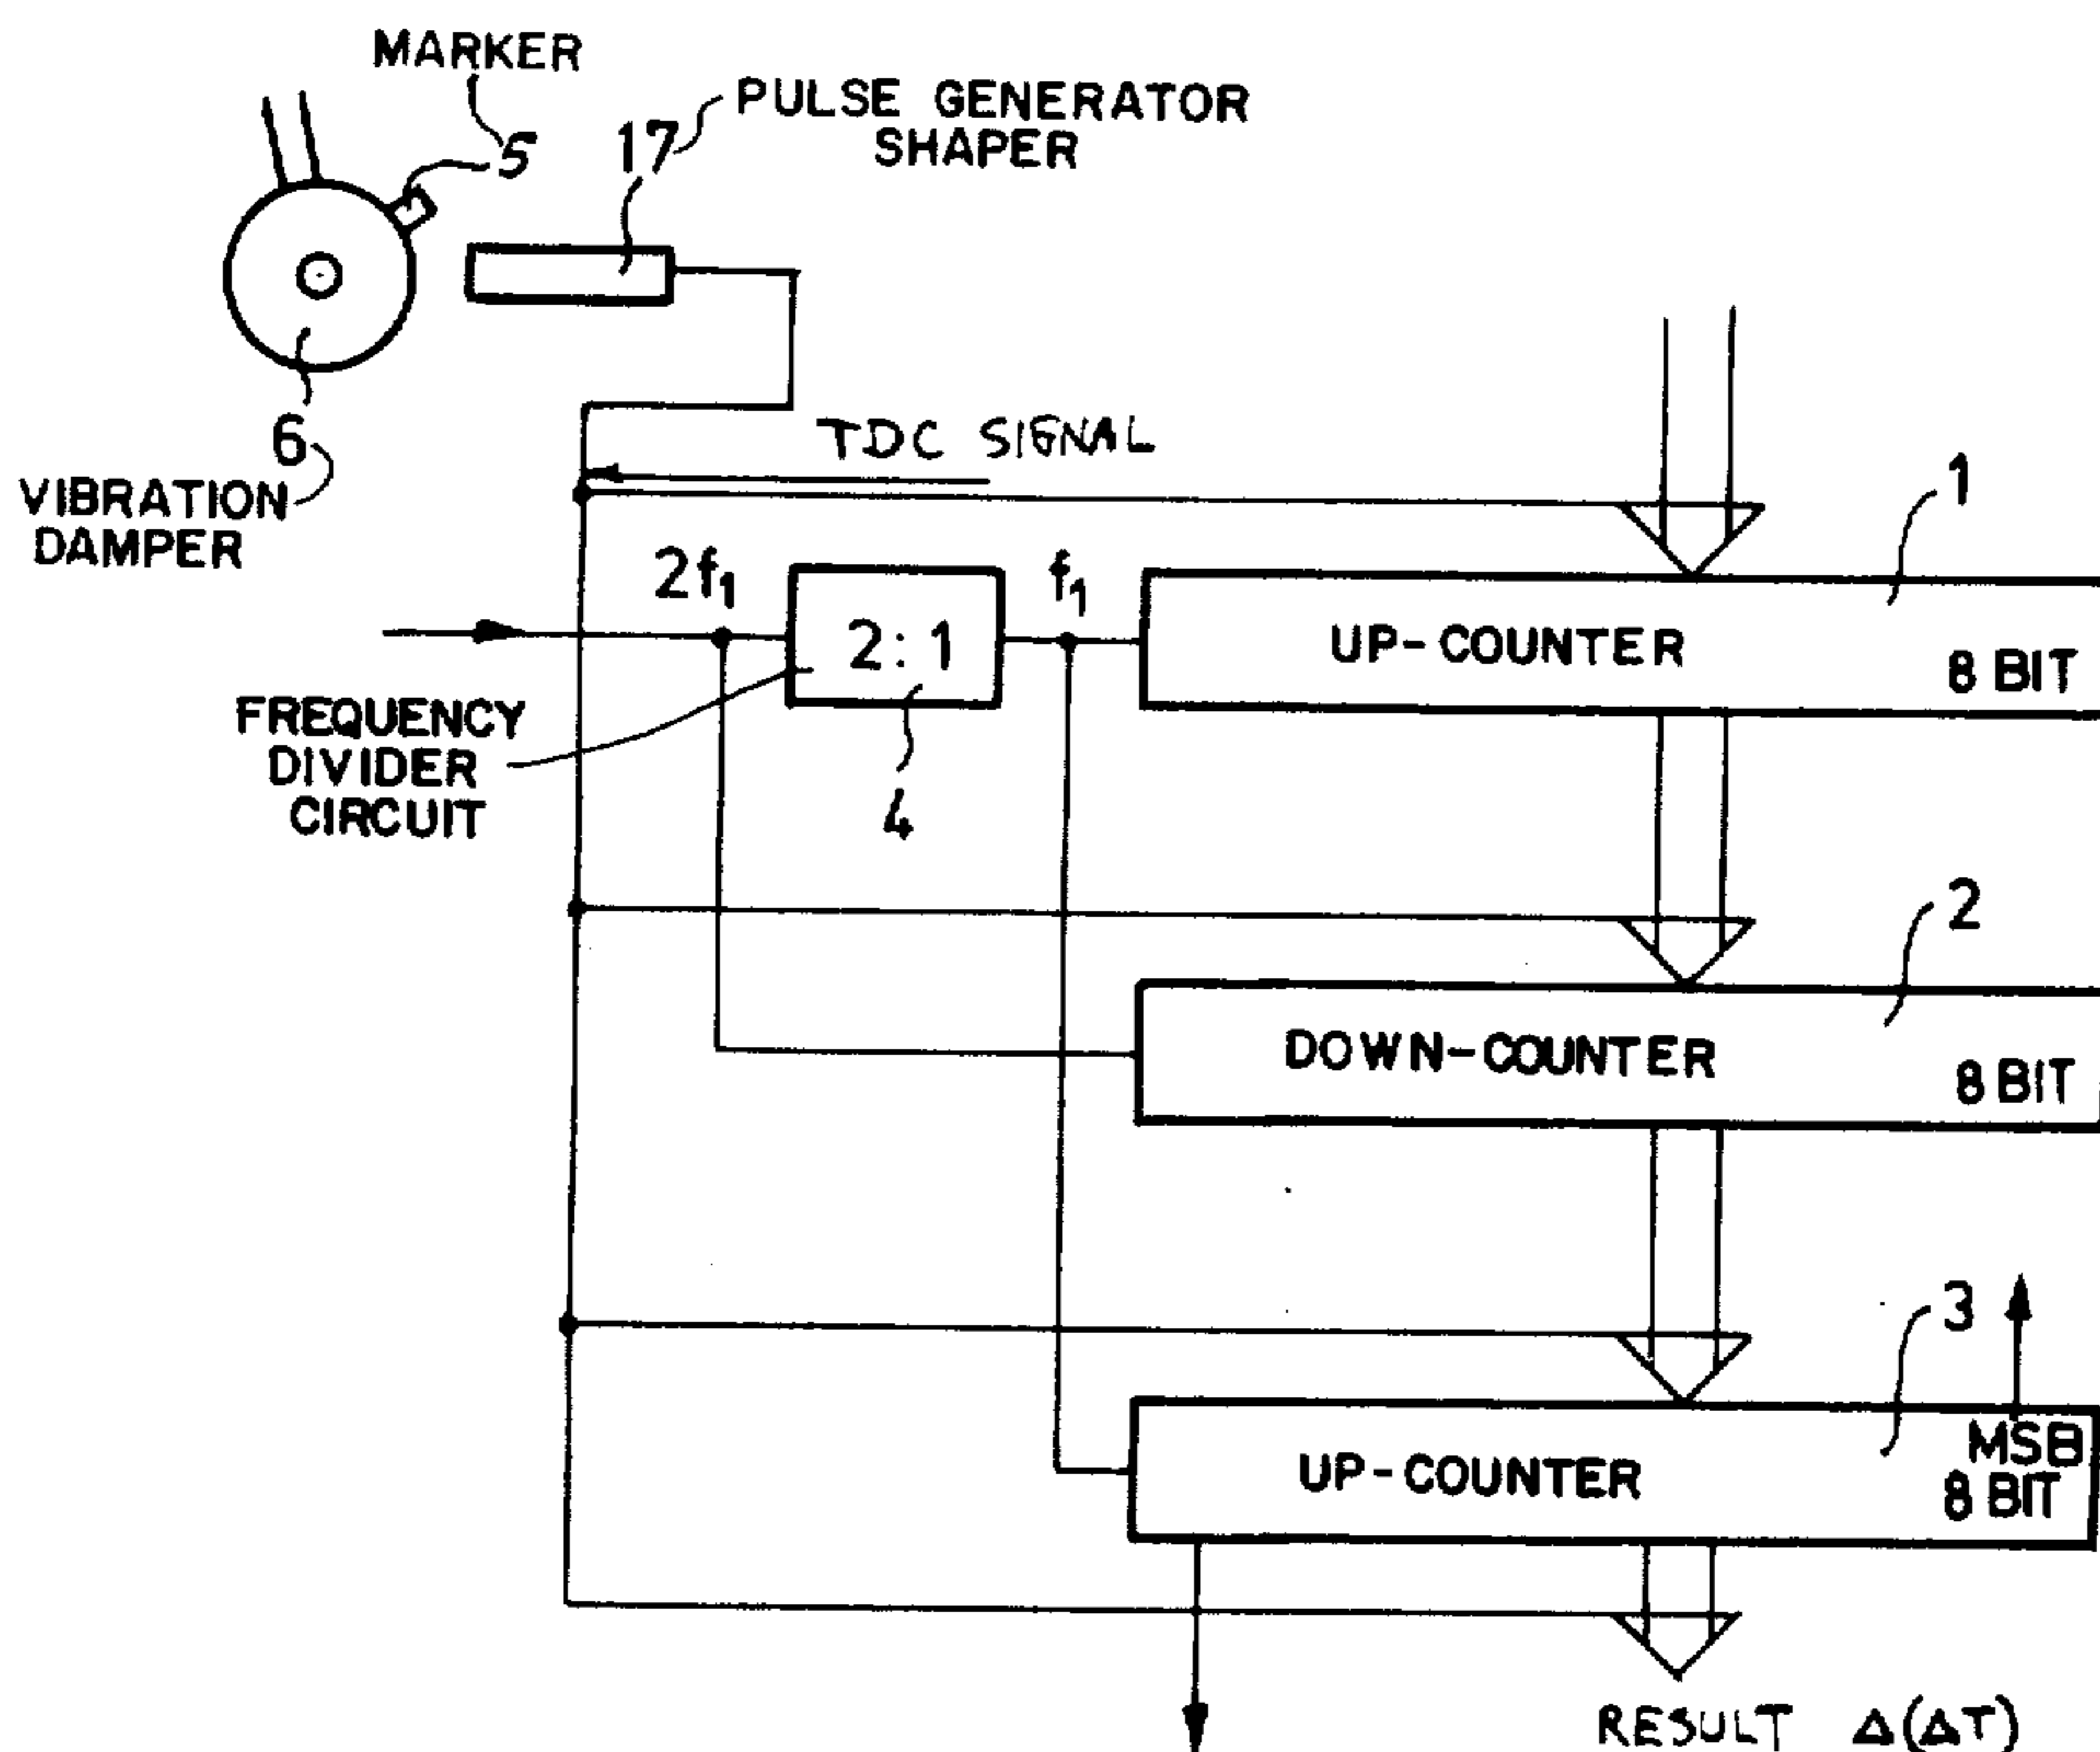 MARKER
5
17
PULSE GENERATOR
SHAPER
6
VIBRATION
DAMPER
TDC SIGNAL
1
2f1
2:1
f1
UP-COUNTER
8 BIT
FREQUENCY
DIVIDER
CIRCUIT
4
2
DOWN-COUNTER
8 BIT
3
MSB
UP-COUNTER
8 BIT
RESULT Δ(ΔT)